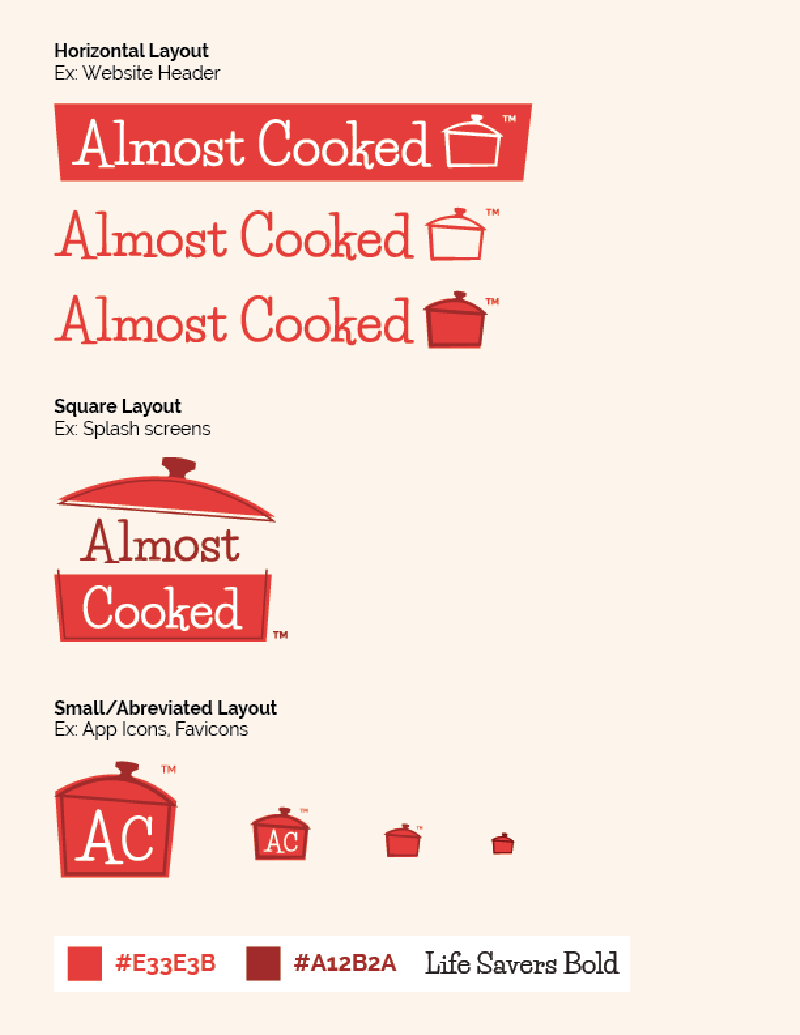 Horizontal Layout
Ex: Website Header
Almost Cooked ™
Almost Cooked ™
Almost Cooked ™
Square Layout
Ex: Splash screens
Almost
Cooked
™
Small/Abreviated Layout
Ex: App Icons, Favicons
AC ™
AC ™
™
#E33E3B #A12B2A Life Savers Bold